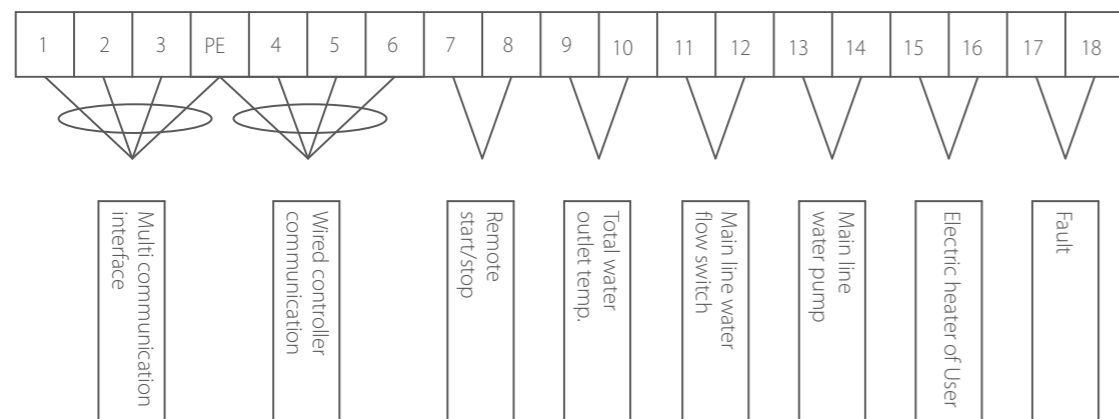 1 2 3 PE 4 5 6 7 8 9 10 11 12 13 14 15 16 17 18
Multi communication
interface
Wired controller
communication
Remote
start/stop
Total water
outlet temp.
Main line water
flow switch
Main line
water pump
Electric heater of User
Fault